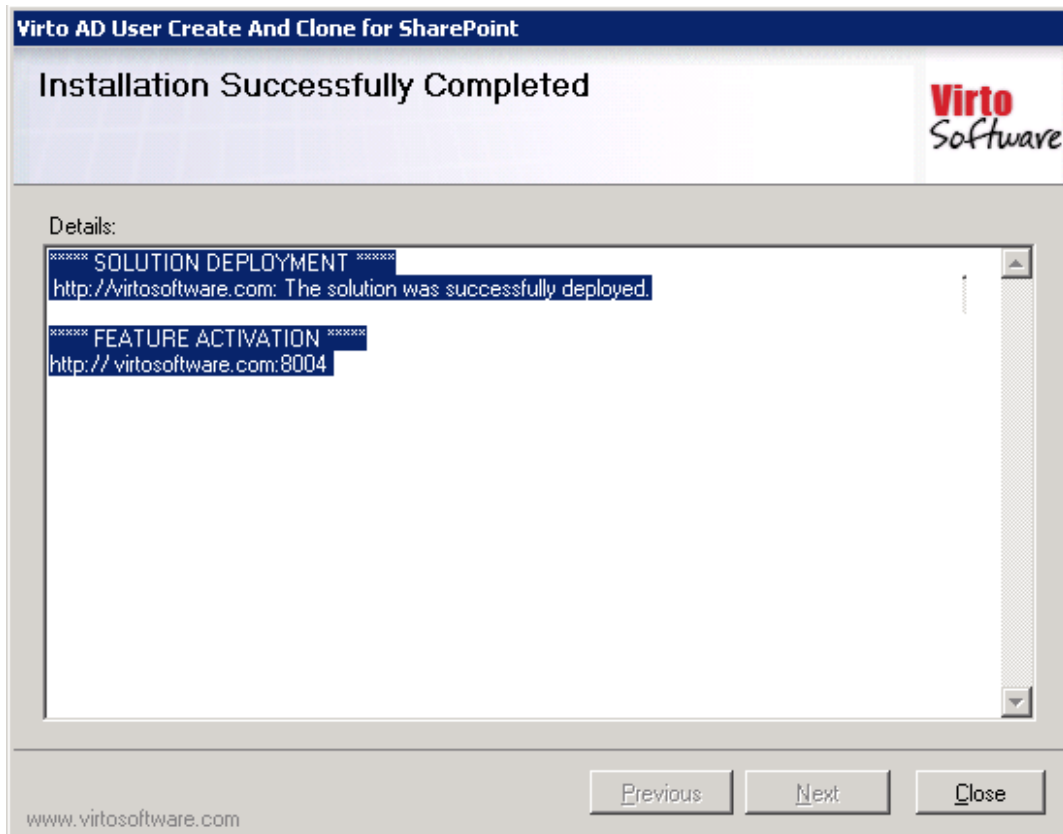 Virto AD User Create And Clone for SharePoint
Installation Successfully Completed
Virto
Software
Details:
***** SOLUTION DEPLOYMENT *****
http://virtosoftware.com: The solution was successfully deployed.
***** FEATURE ACTIVATION *****
http:// virtosoftware.com:8004
Previous
Next
Close
www.virtosoftware.com